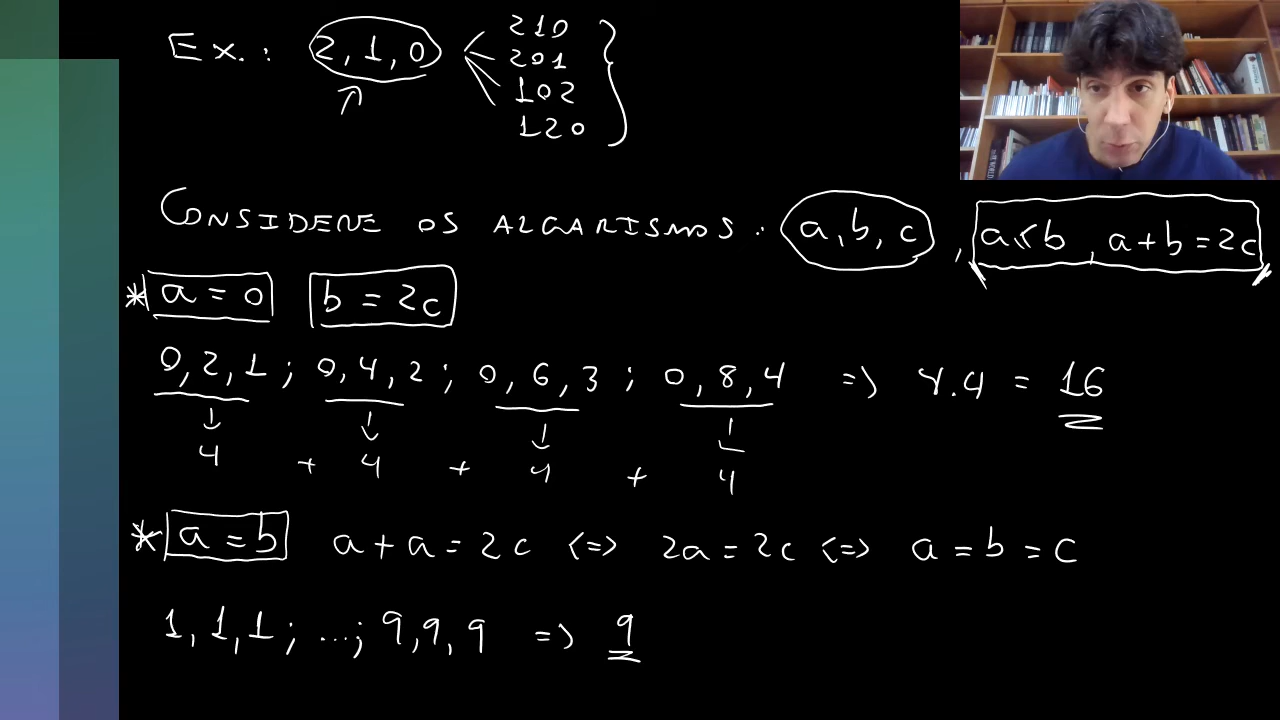 Ex.: 2,1,0 210
201
102
120
CONSIDERE OS ALGARISMOS: a,b,c , a≤b, a+b=2c
* a=0 b=2c
0,2,1; 0,4,2; 0,6,3; 0,8,4 => 4.4 = 16
4 + 4 + 4 + 4
* a=b a+a=2c <=> 2a=2c <=> a=b=c
1,1,1; ...; 9,9,9 => 9